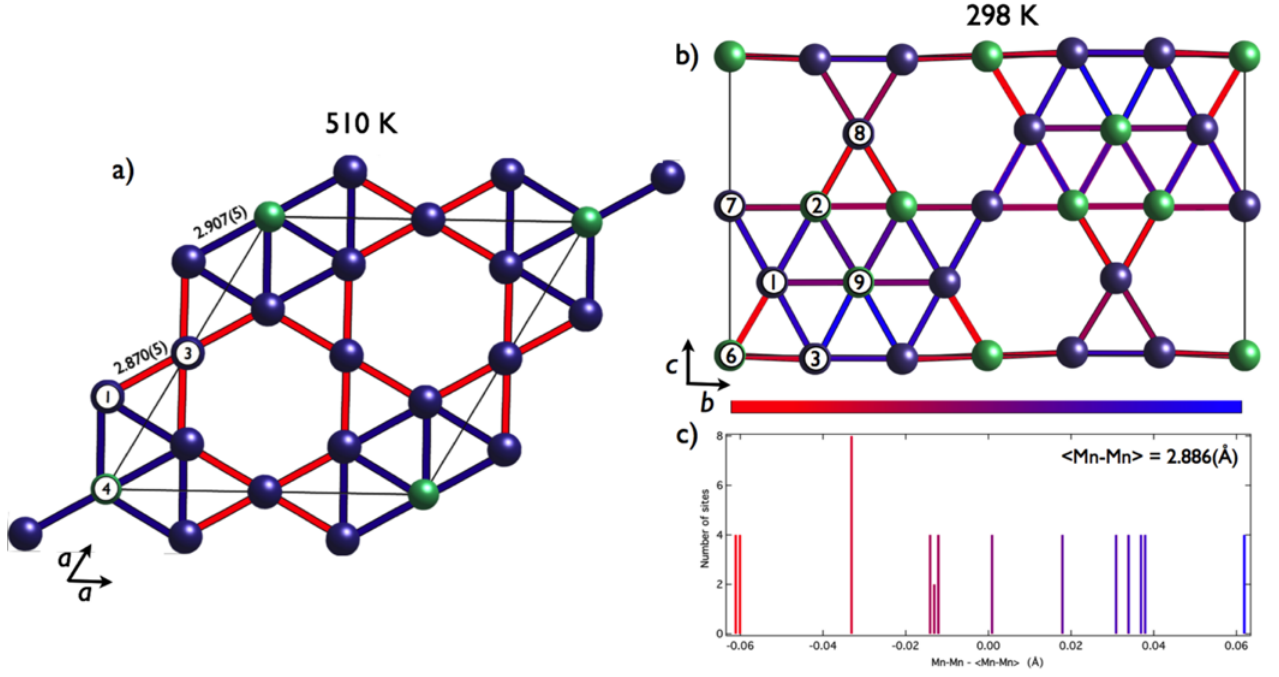 510 K
a)
2.907(5)
2.870(5)
3
1
4
a
a
298 K
b)
8
7
2
1
9
6
3
c
b
c)
8
6
4
2
0
Number of sites
<Mn-Mn> = 2.886(Å)
-0.06
-0.04
-0.02
0.00
0.02
0.04
0.06
Mn-Mn - <Mn-Mn> (Å)